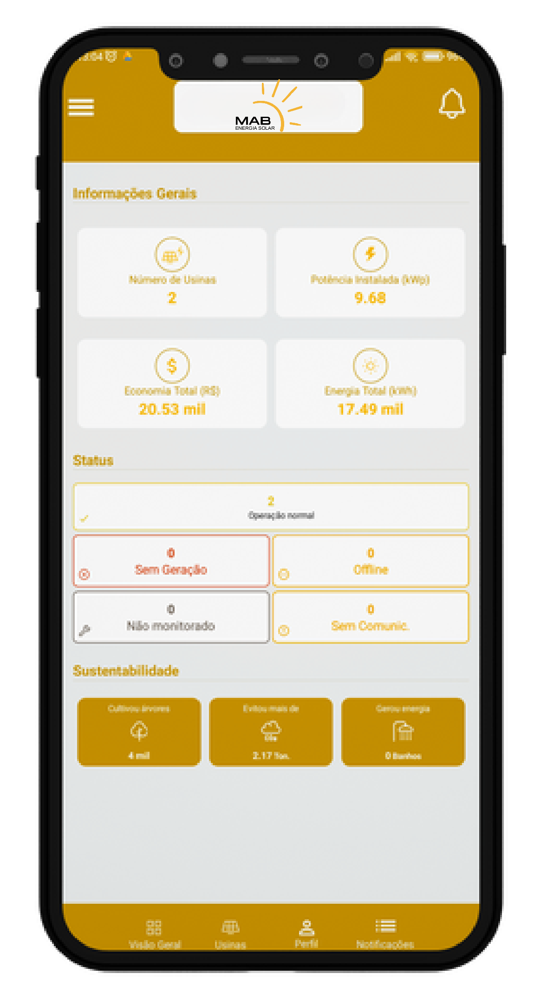 MAB
ENERGIA SOLAR
Informações Gerais
Número de Usinas
2
Potência Instalada (kWp)
9.68
Economia Total (R$)
20.53 mil
Energia Total (kWh)
17.49 mil
Status
2
Operação normal
0
Sem Geração
0
Offline
0
Não monitorado
0
Sem Comunic.
Sustentabilidade
Cultivou árvores
4 mil
Evitou mais de
2.17 Ton.
Gerou energia
0 Banhos
Visão Geral
Usinas
Perfil
Notificações